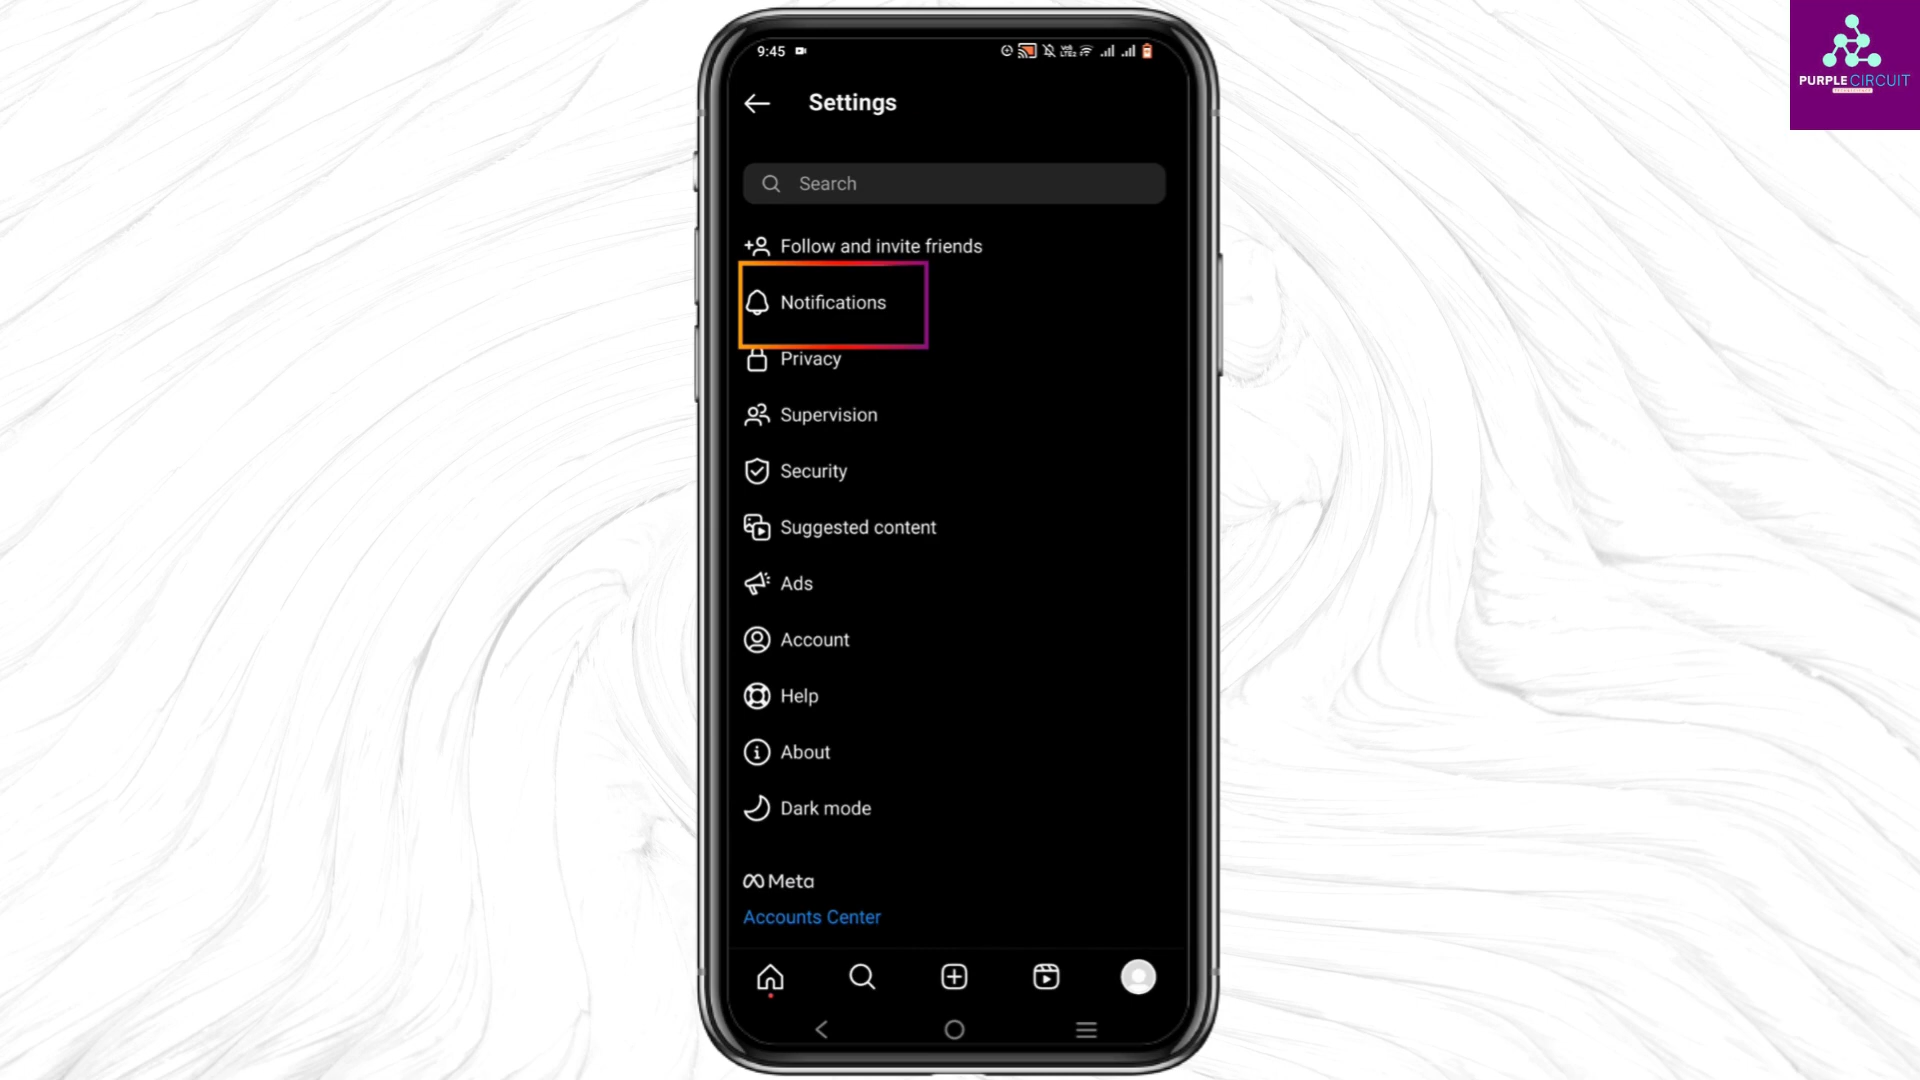 9:45
PURPLE CIRCUIT
Settings
Search
Follow and invite friends
Notifications
Privacy
Supervision
Security
Suggested content
Ads
Account
Help
About
Dark mode
Meta
Accounts Center